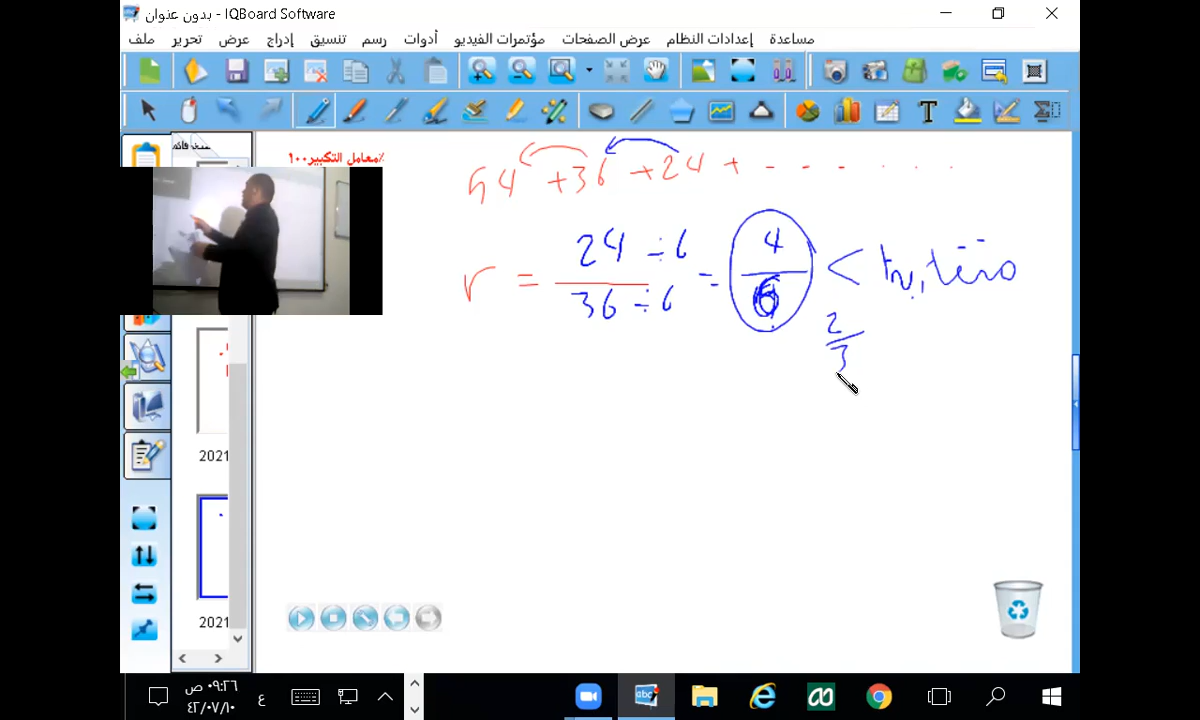 بدون عنوان - IQBoard Software
ملف تحرير عرض إدراج تنسيق رسم أدوات مؤتمرات الفيديو عرض الصفحات إعدادات النظام مساعدة
معامل التكبير١٠٠٪
54 +36 +24 + - - - . . .
r = 24 ÷6 / 36 ÷6 = 4 / 6 <
2 / 3
2021
2021
٠٩:٢٦ ص
٤٢/٠٧/١٠
ع